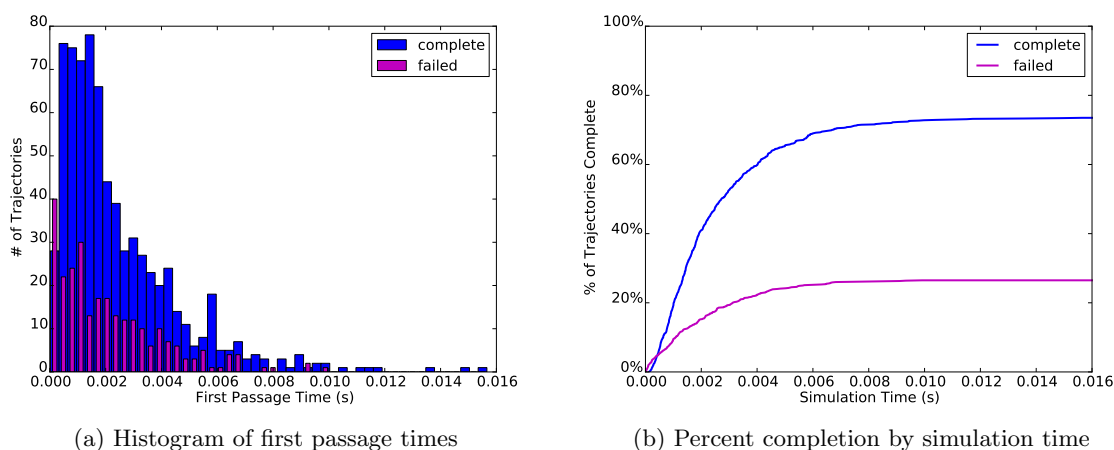 80
70
60
50
40
30
20
10
0
# of Trajectories
complete
failed
0.000 0.002 0.004 0.006 0.008 0.010 0.012 0.014 0.016
First Passage Time (s)
(a) Histogram of first passage times
100%
80%
60%
40%
20%
0%
% of Trajectories Complete
complete
failed
0.000 0.002 0.004 0.006 0.008 0.010 0.012 0.014 0.016
Simulation Time (s)
(b) Percent completion by simulation time